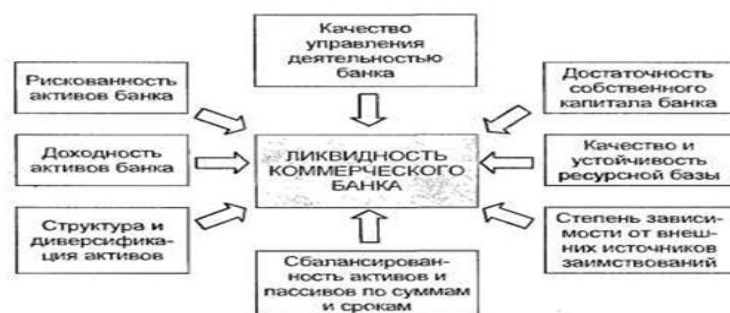 Качество
управления
деятельностью
банка
Рискованность
активов банка
Достаточность
собственного
капитала банка
Доходность
активов банка
ЛИКВИДНОСТЬ
КОММЕРЧЕСКОГО
БАНКА
Качество и
устойчивость
ресурсной базы
Структура и
диверсифика-
ция активов
Сбалансирован-
ность активов и
пассивов по суммам
и срокам
Степень зависи-
мости от внеш-
них источников
заимствований